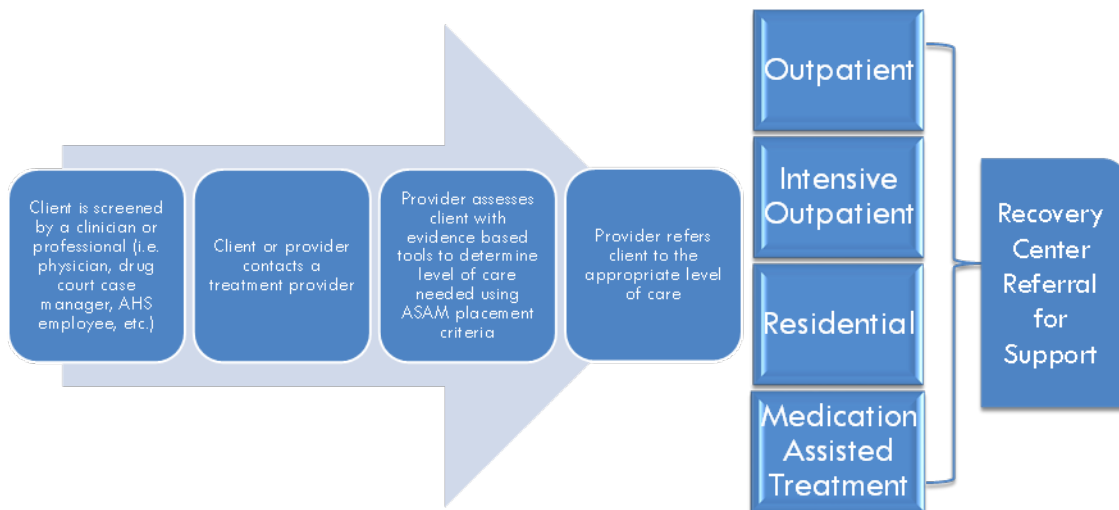 Client is screened
by a clinician or
professional (i.e.
physician, drug
court case
manager, AHS
employee, etc.)
Client or provider
contacts a
treatment provider
Provider assesses
client with
evidence based
tools to determine
level of care
needed using
ASAM placement
criteria
Provider refers
client to the
appropriate level
of care
Outpatient
Intensive
Outpatient
Residential
Medication
Assisted
Treatment
Recovery
Center
Referral
for
Support